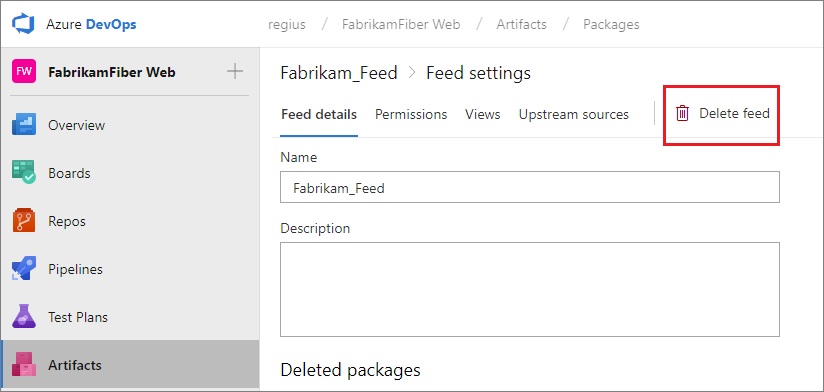 Azure DevOps
regius / FabrikamFiber Web / Artifacts / Packages
FW FabrikamFiber Web
Overview
Boards
Repos
Pipelines
Test Plans
Artifacts
Fabrikam_Feed > Feed settings
Feed details Permissions Views Upstream sources Delete feed
Name
Fabrikam_Feed
Description
Deleted packages